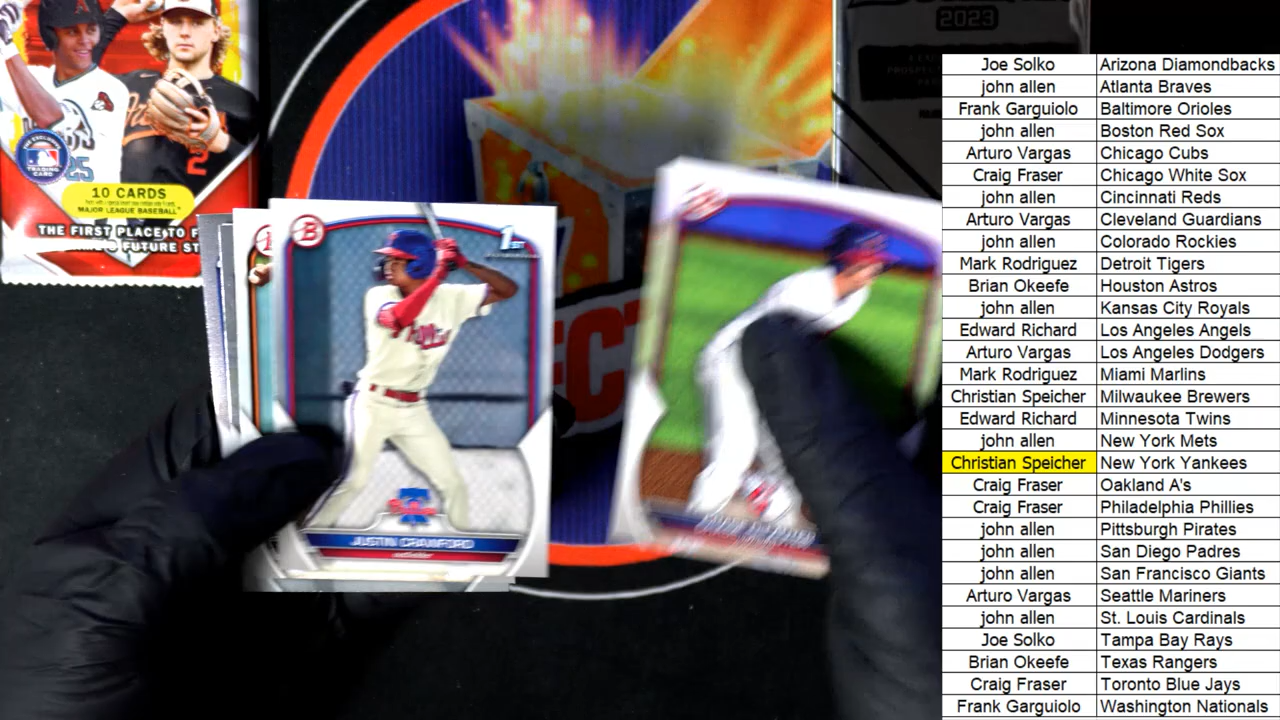 2023
10 CARDS
MAJOR LEAGUE BASEBALL
THE FIRST PLACE TO F
FUTURE ST
25
2
B
1st
Phillies
JUSTIN CRAWFORD
Joe Solko Arizona Diamondbacks
john allen Atlanta Braves
Frank Garguiolo Baltimore Orioles
john allen Boston Red Sox
Arturo Vargas Chicago Cubs
Craig Fraser Chicago White Sox
john allen Cincinnati Reds
Arturo Vargas Cleveland Guardians
john allen Colorado Rockies
Mark Rodriguez Detroit Tigers
Brian Okeefe Houston Astros
john allen Kansas City Royals
Edward Richard Los Angeles Angels
Arturo Vargas Los Angeles Dodgers
Mark Rodriguez Miami Marlins
Christian Speicher Milwaukee Brewers
Edward Richard Minnesota Twins
john allen New York Mets
Christian Speicher New York Yankees
Craig Fraser Oakland A's
Craig Fraser Philadelphia Phillies
john allen Pittsburgh Pirates
john allen San Diego Padres
john allen San Francisco Giants
Arturo Vargas Seattle Mariners
john allen St. Louis Cardinals
Joe Solko Tampa Bay Rays
Brian Okeefe Texas Rangers
Craig Fraser Toronto Blue Jays
Frank Garguiolo Washington Nationals